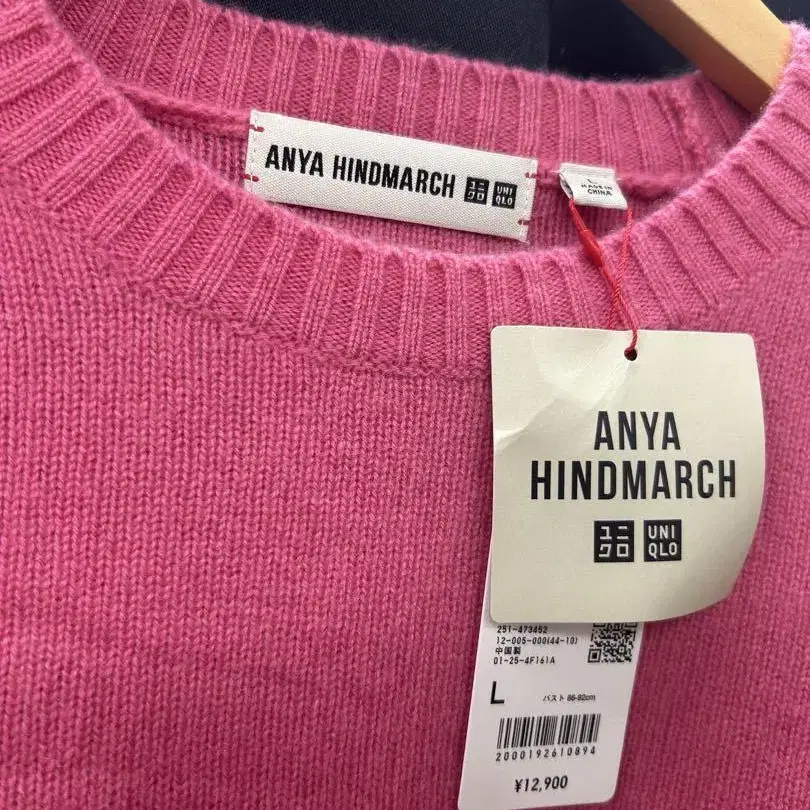 ANYA HINDMARCH ユニクロ UNIQLO
L
MADE IN
CHINA
ANYA
HINDMARCH
ユニクロ UNIQLO
251-473452
12-005-000(44-10)
中国製
01-25-4F161A
L バスト 86-92cm
2000192610894
¥12,900